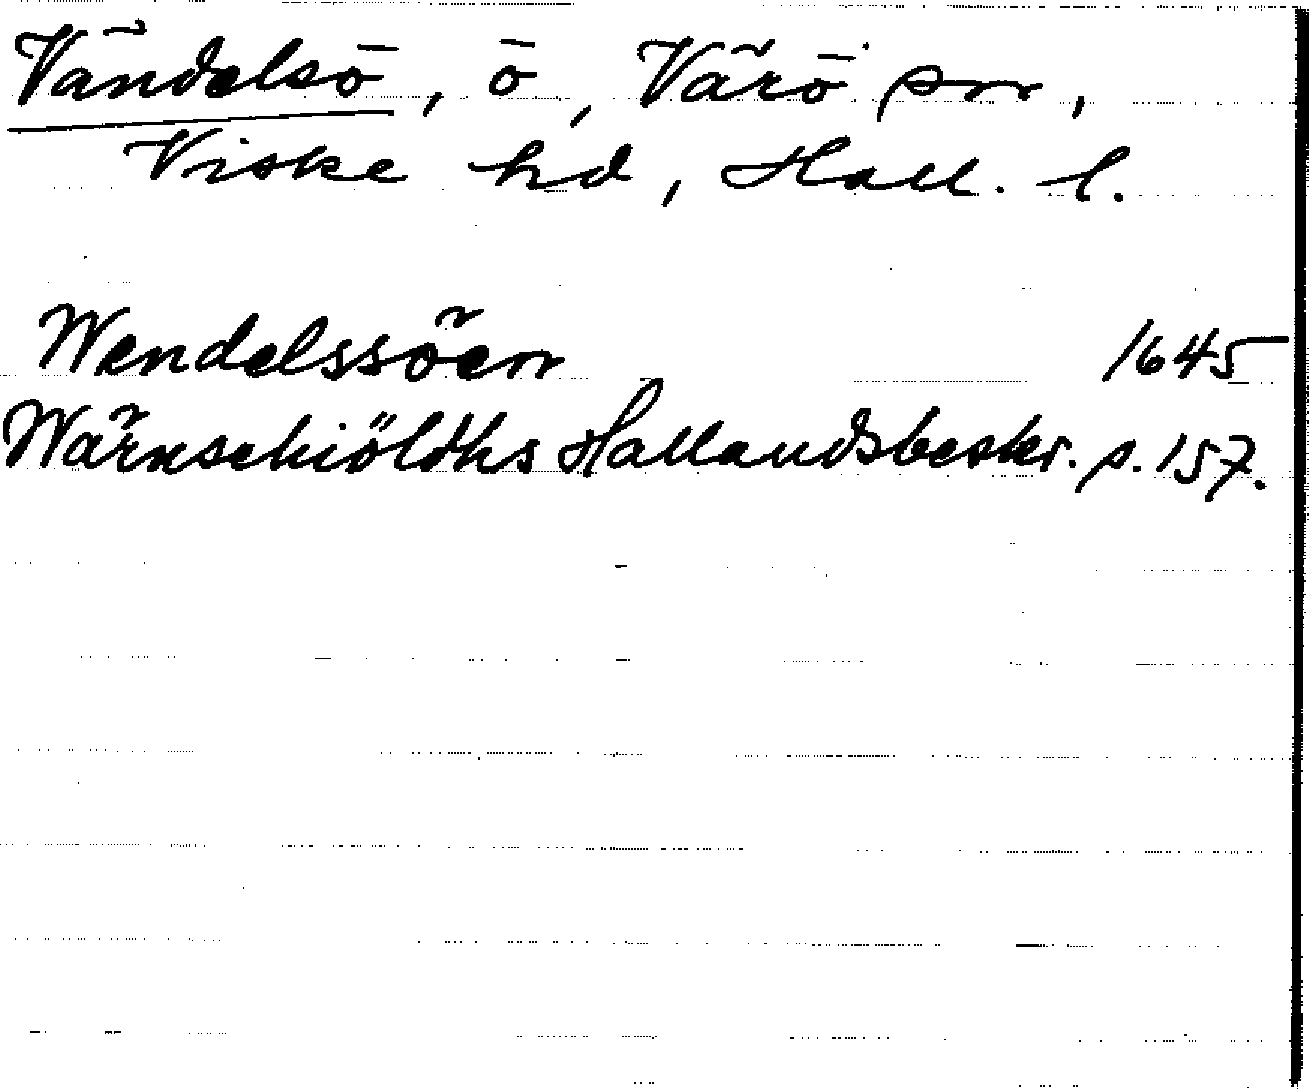 Vändelsö, ö, Värö sn,
Viske hd, Hall. l.
Wendelssöen 1645
Wärnschiöldhs Hallandsbeskr. s. 157.